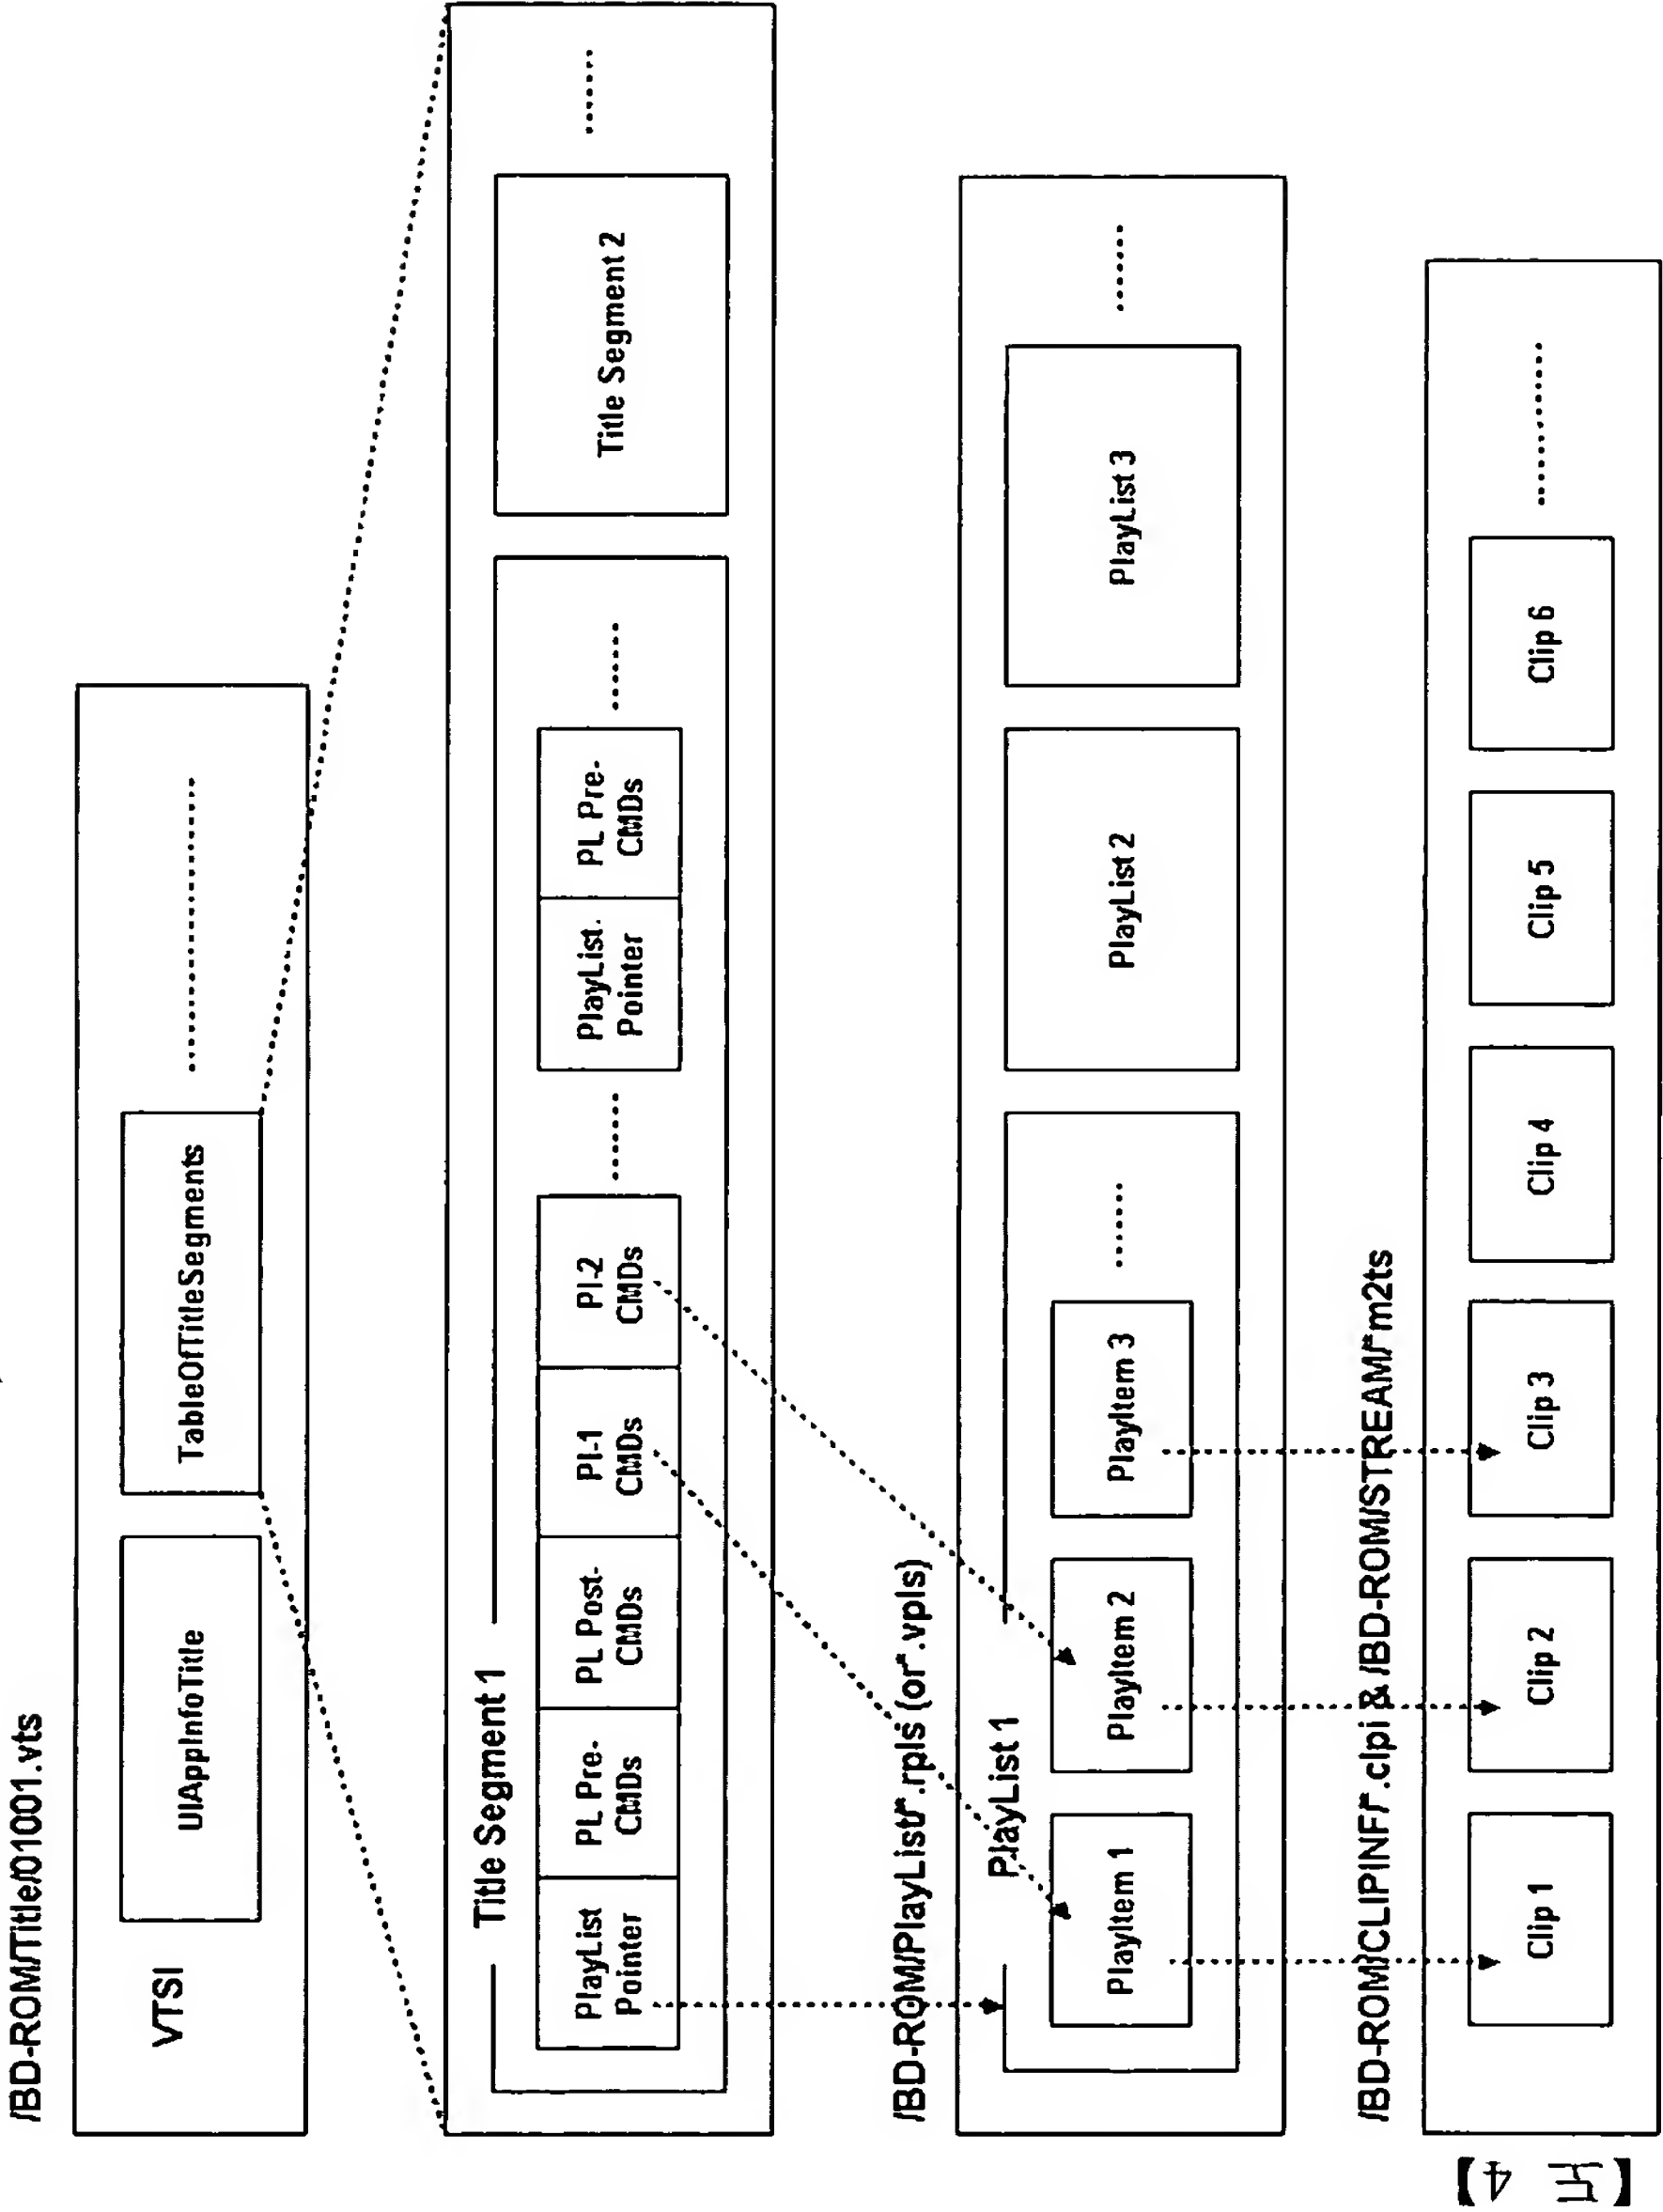 【도 4】
/BD-ROM/Title/01001.vts
VTSI
UIAppInfoTitle
TableOfTitleSegments
Title Segment 1
PlayList
Pointer
PL Pre-
CMDs
PL Post-
CMDs
PI-1
CMDs
PI-2
CMDs
PlayList
Pointer
PL Pre-
CMDs
Title Segment 2
/BD-ROM/PlayList/*.rpls (or *.vpls)
PlayList 1
PlayItem 1
PlayItem 2
PlayItem 3
PlayList 2
PlayList 3
/BD-ROM/CLIPINF/*.clpi & /BD-ROM/STREAM/*m2ts
Clip 1
Clip 2
Clip 3
Clip 4
Clip 5
Clip 6